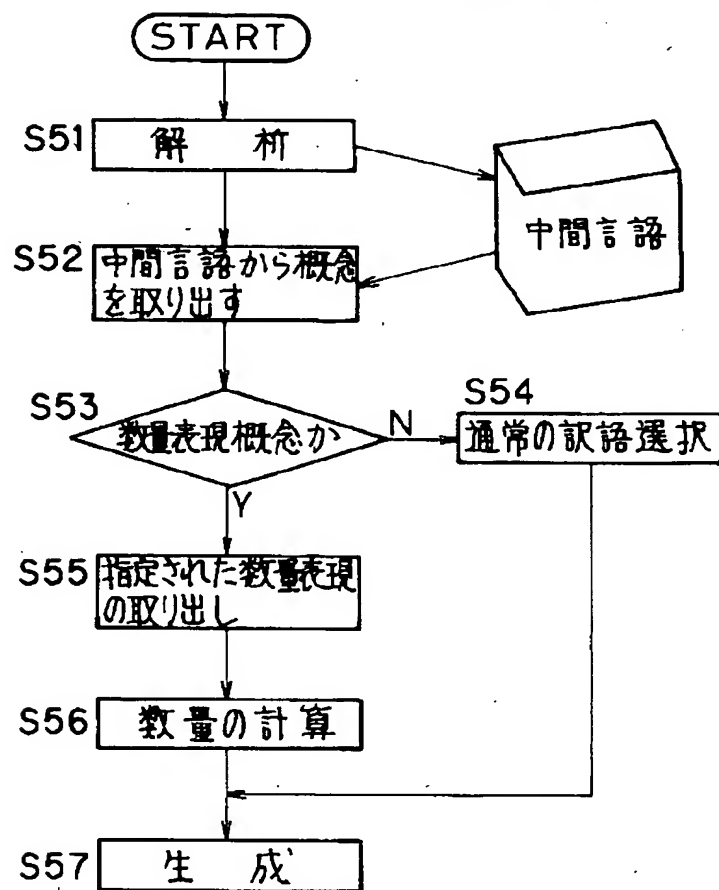 START
S51
解析
中間言語
S52
中間言語から概念
を取り出す
S53
数量表現概念か
N
S54
通常の訳語選択
Y
S55
指定された数量表現
の取り出し
S56
数量の計算
S57
生成